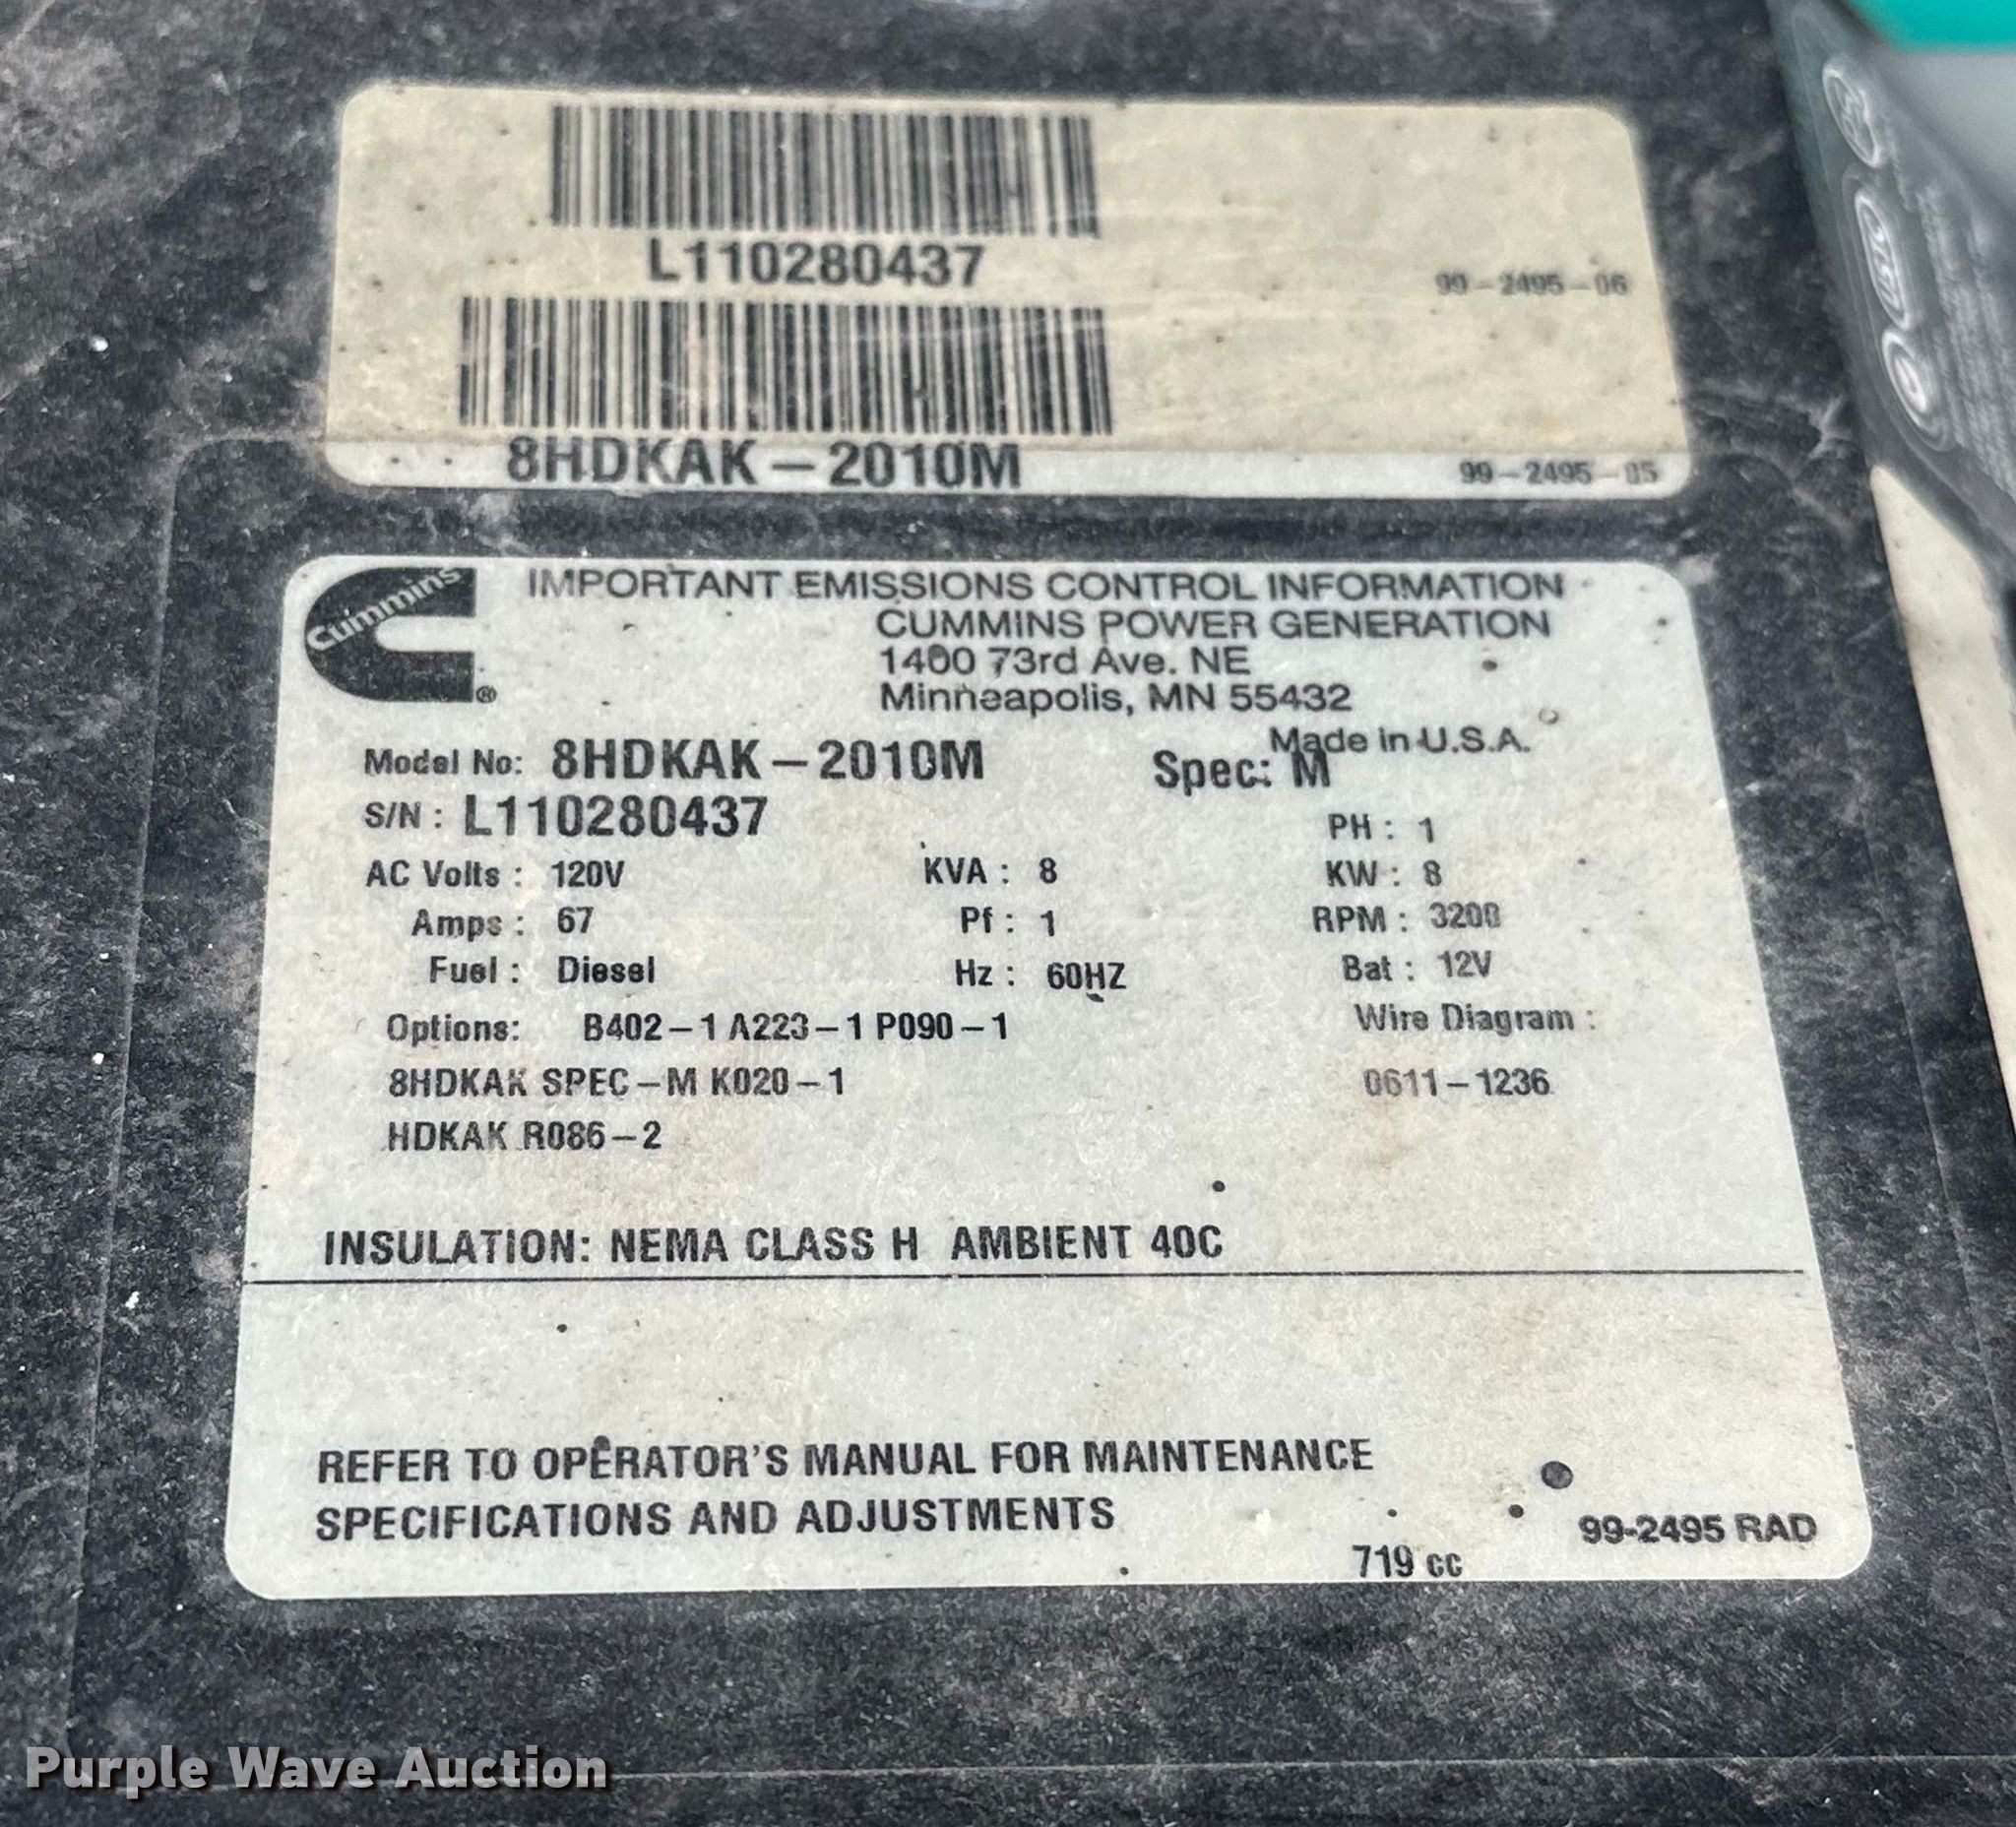 L110280437
99-2495-06
8HDKAK-2010M
99-2495-05
Cummins ®
IMPORTANT EMISSIONS CONTROL INFORMATION
CUMMINS POWER GENERATION
1400 73rd Ave. NE
Minneapolis, MN 55432
Made in U.S.A.
Model No: 8HDKAK-2010M Spec: M
S/N : L110280437 PH : 1
AC Volts : 120V KVA : 8 KW : 8
Amps : 67 Pf : 1 RPM : 3200
Fuel : Diesel Hz : 60HZ Bat : 12V
Options: B402-1 A223-1 P090-1 Wire Diagram :
8HDKAK SPEC-M K020-1 0611-1236
HDKAK R086-2
INSULATION: NEMA CLASS H AMBIENT 40C
REFER TO OPERATOR'S MANUAL FOR MAINTENANCE
SPECIFICATIONS AND ADJUSTMENTS
99-2495 RAD
719 cc
Purple Wave Auction